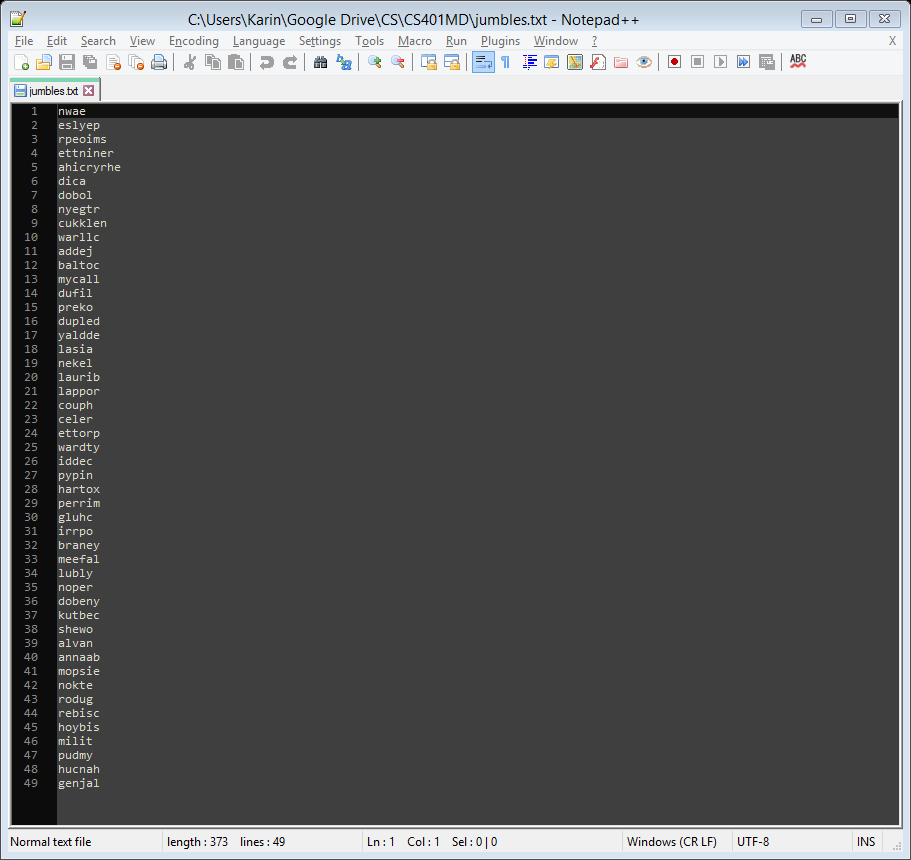 C:\Users\Karin\Google Drive\CS\CS401MD\jumbles.txt - Notepad++
File Edit Search View Encoding Language Settings Tools Macro Run Plugins Window ? X
ABC
jumbles.txt
1 nwae
2 eslyep
3 rpeoims
4 ettniner
5 ahicryrhe
6 dica
7 dobol
8 nyegtr
9 cukklen
10 warllc
11 addej
12 baltoc
13 mycall
14 dufil
15 preko
16 dupled
17 yaldde
18 lasia
19 nekel
20 laurib
21 lappor
22 couph
23 celer
24 ettorp
25 wardty
26 iddec
27 pypin
28 hartox
29 perrim
30 gluhc
31 irrpo
32 braney
33 meefal
34 lubly
35 noper
36 dobeny
37 kutbec
38 shewo
39 alvan
40 annaab
41 mopsie
42 nokte
43 rodug
44 rebisc
45 hoybis
46 milit
47 pudmy
48 hucnah
49 genjal
Normal text file length : 373 lines : 49 Ln : 1 Col : 1 Sel : 0 | 0 Windows (CR LF) UTF-8 INS